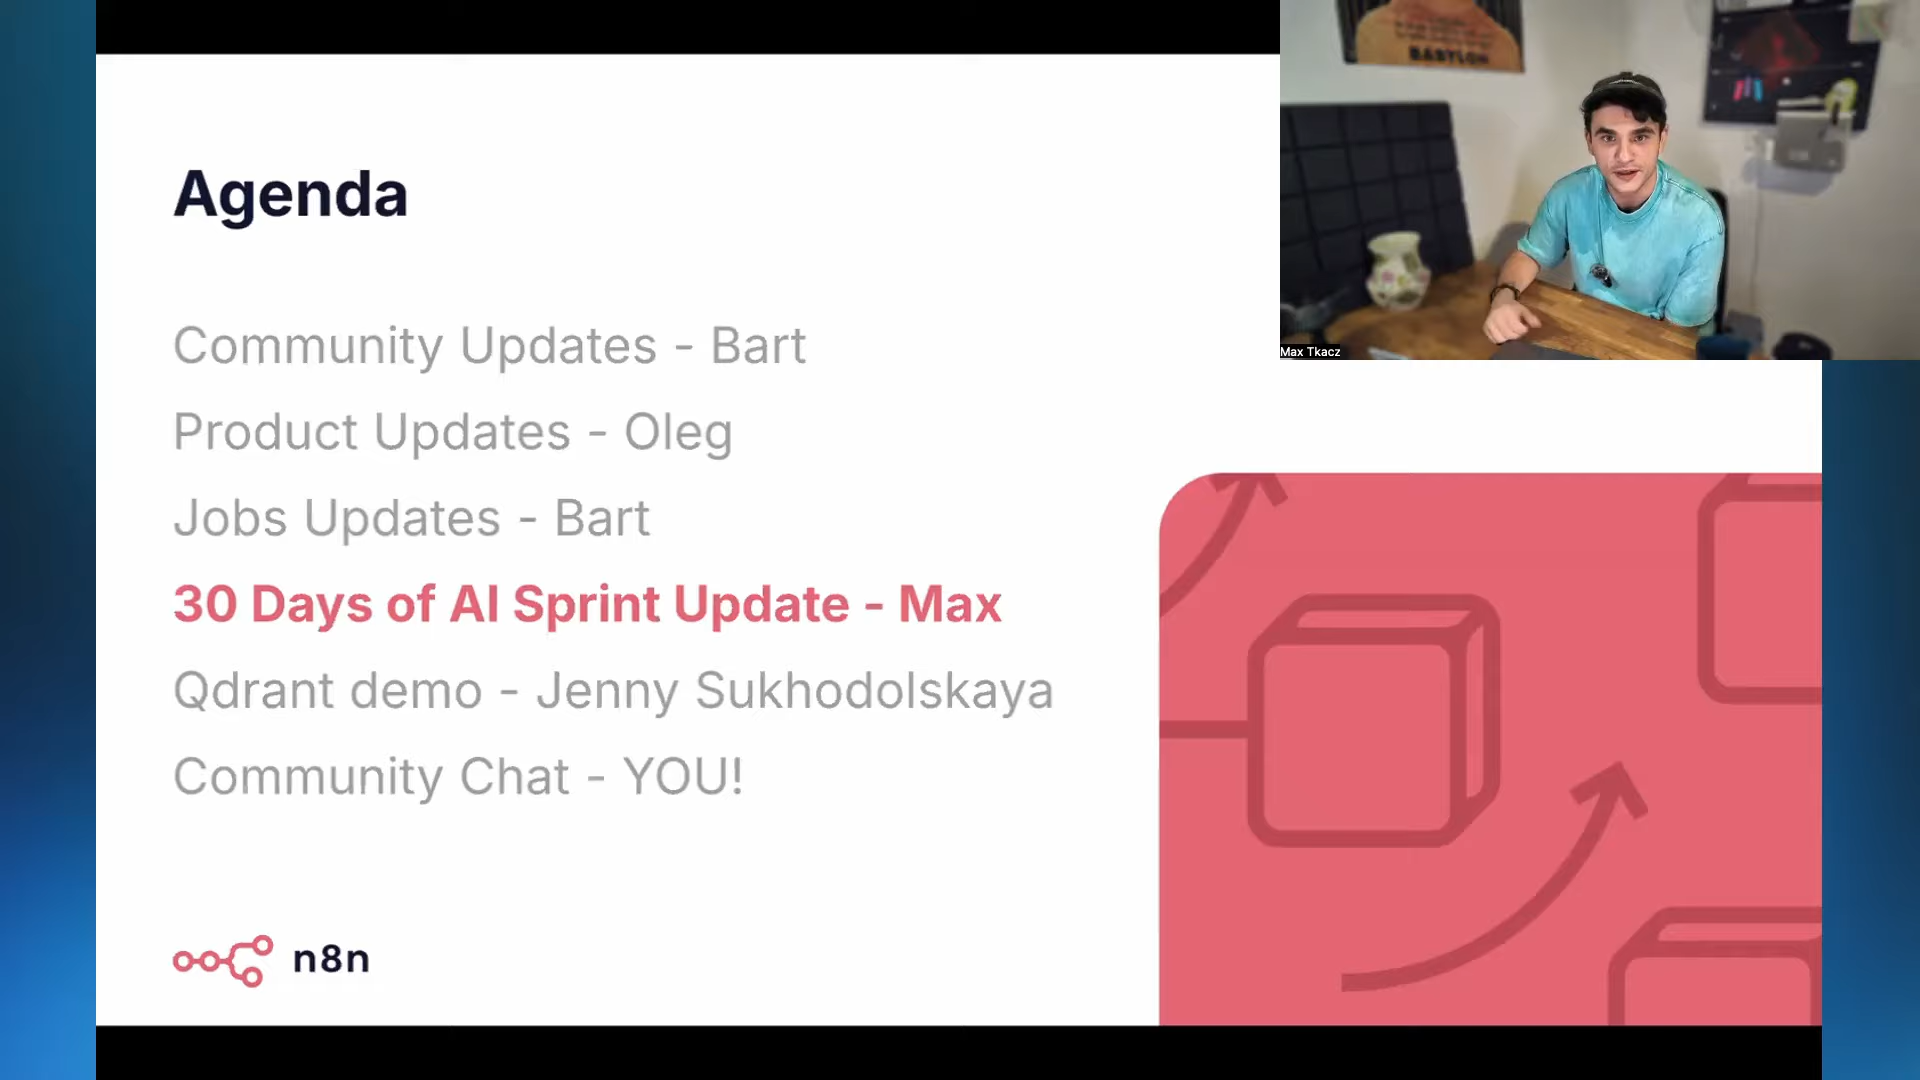 Agenda
Community Updates - Bart
Product Updates - Oleg
Jobs Updates - Bart
30 Days of AI Sprint Update - Max
Qdrant demo - Jenny Sukhodolskaya
Community Chat - YOU!
n8n
BABYLON
Max Tkacz